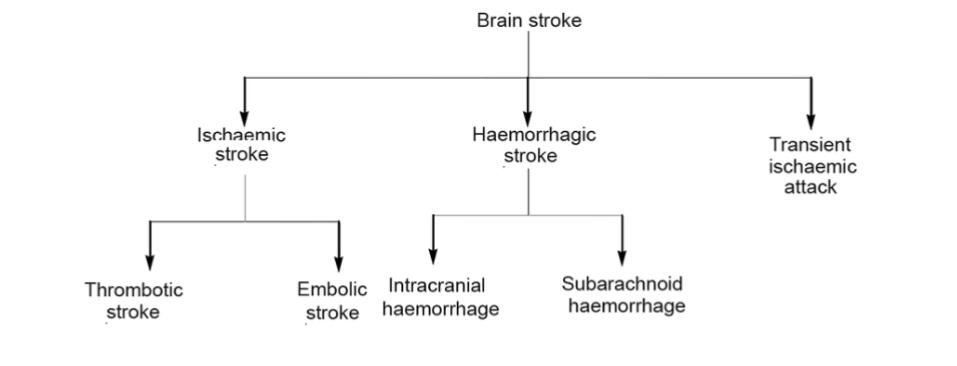 Brain stroke
Ischaemic
stroke
Haemorrhagic
stroke
Transient
ischaemic
attack
Thrombotic
stroke
Embolic
stroke
Intracranial
haemorrhage
Subarachnoid
haemorrhage